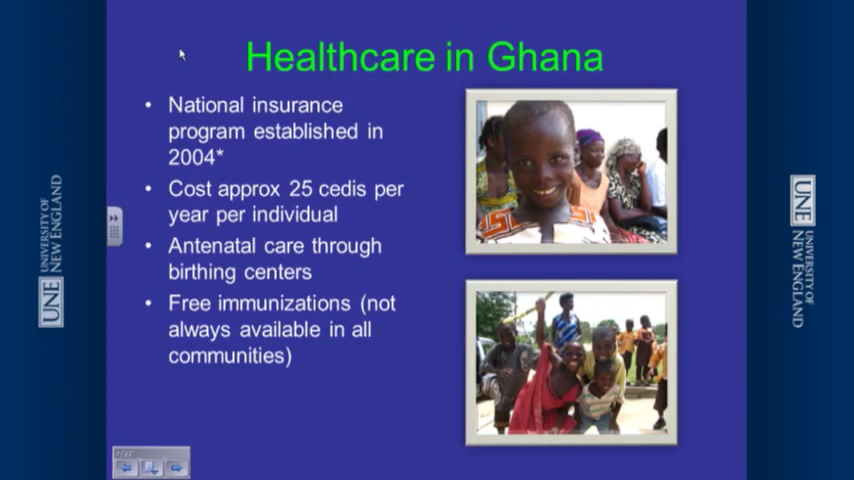 Healthcare in Ghana
• National insurance
program established in
2004*
• Cost approx 25 cedis per
year per individual
• Antenatal care through
birthing centers
• Free immunizations (not
always available in all
communities)
UNE UNIVERSITY OF
NEW ENGLAND
UNE UNIVERSITY OF
NEW ENGLAND